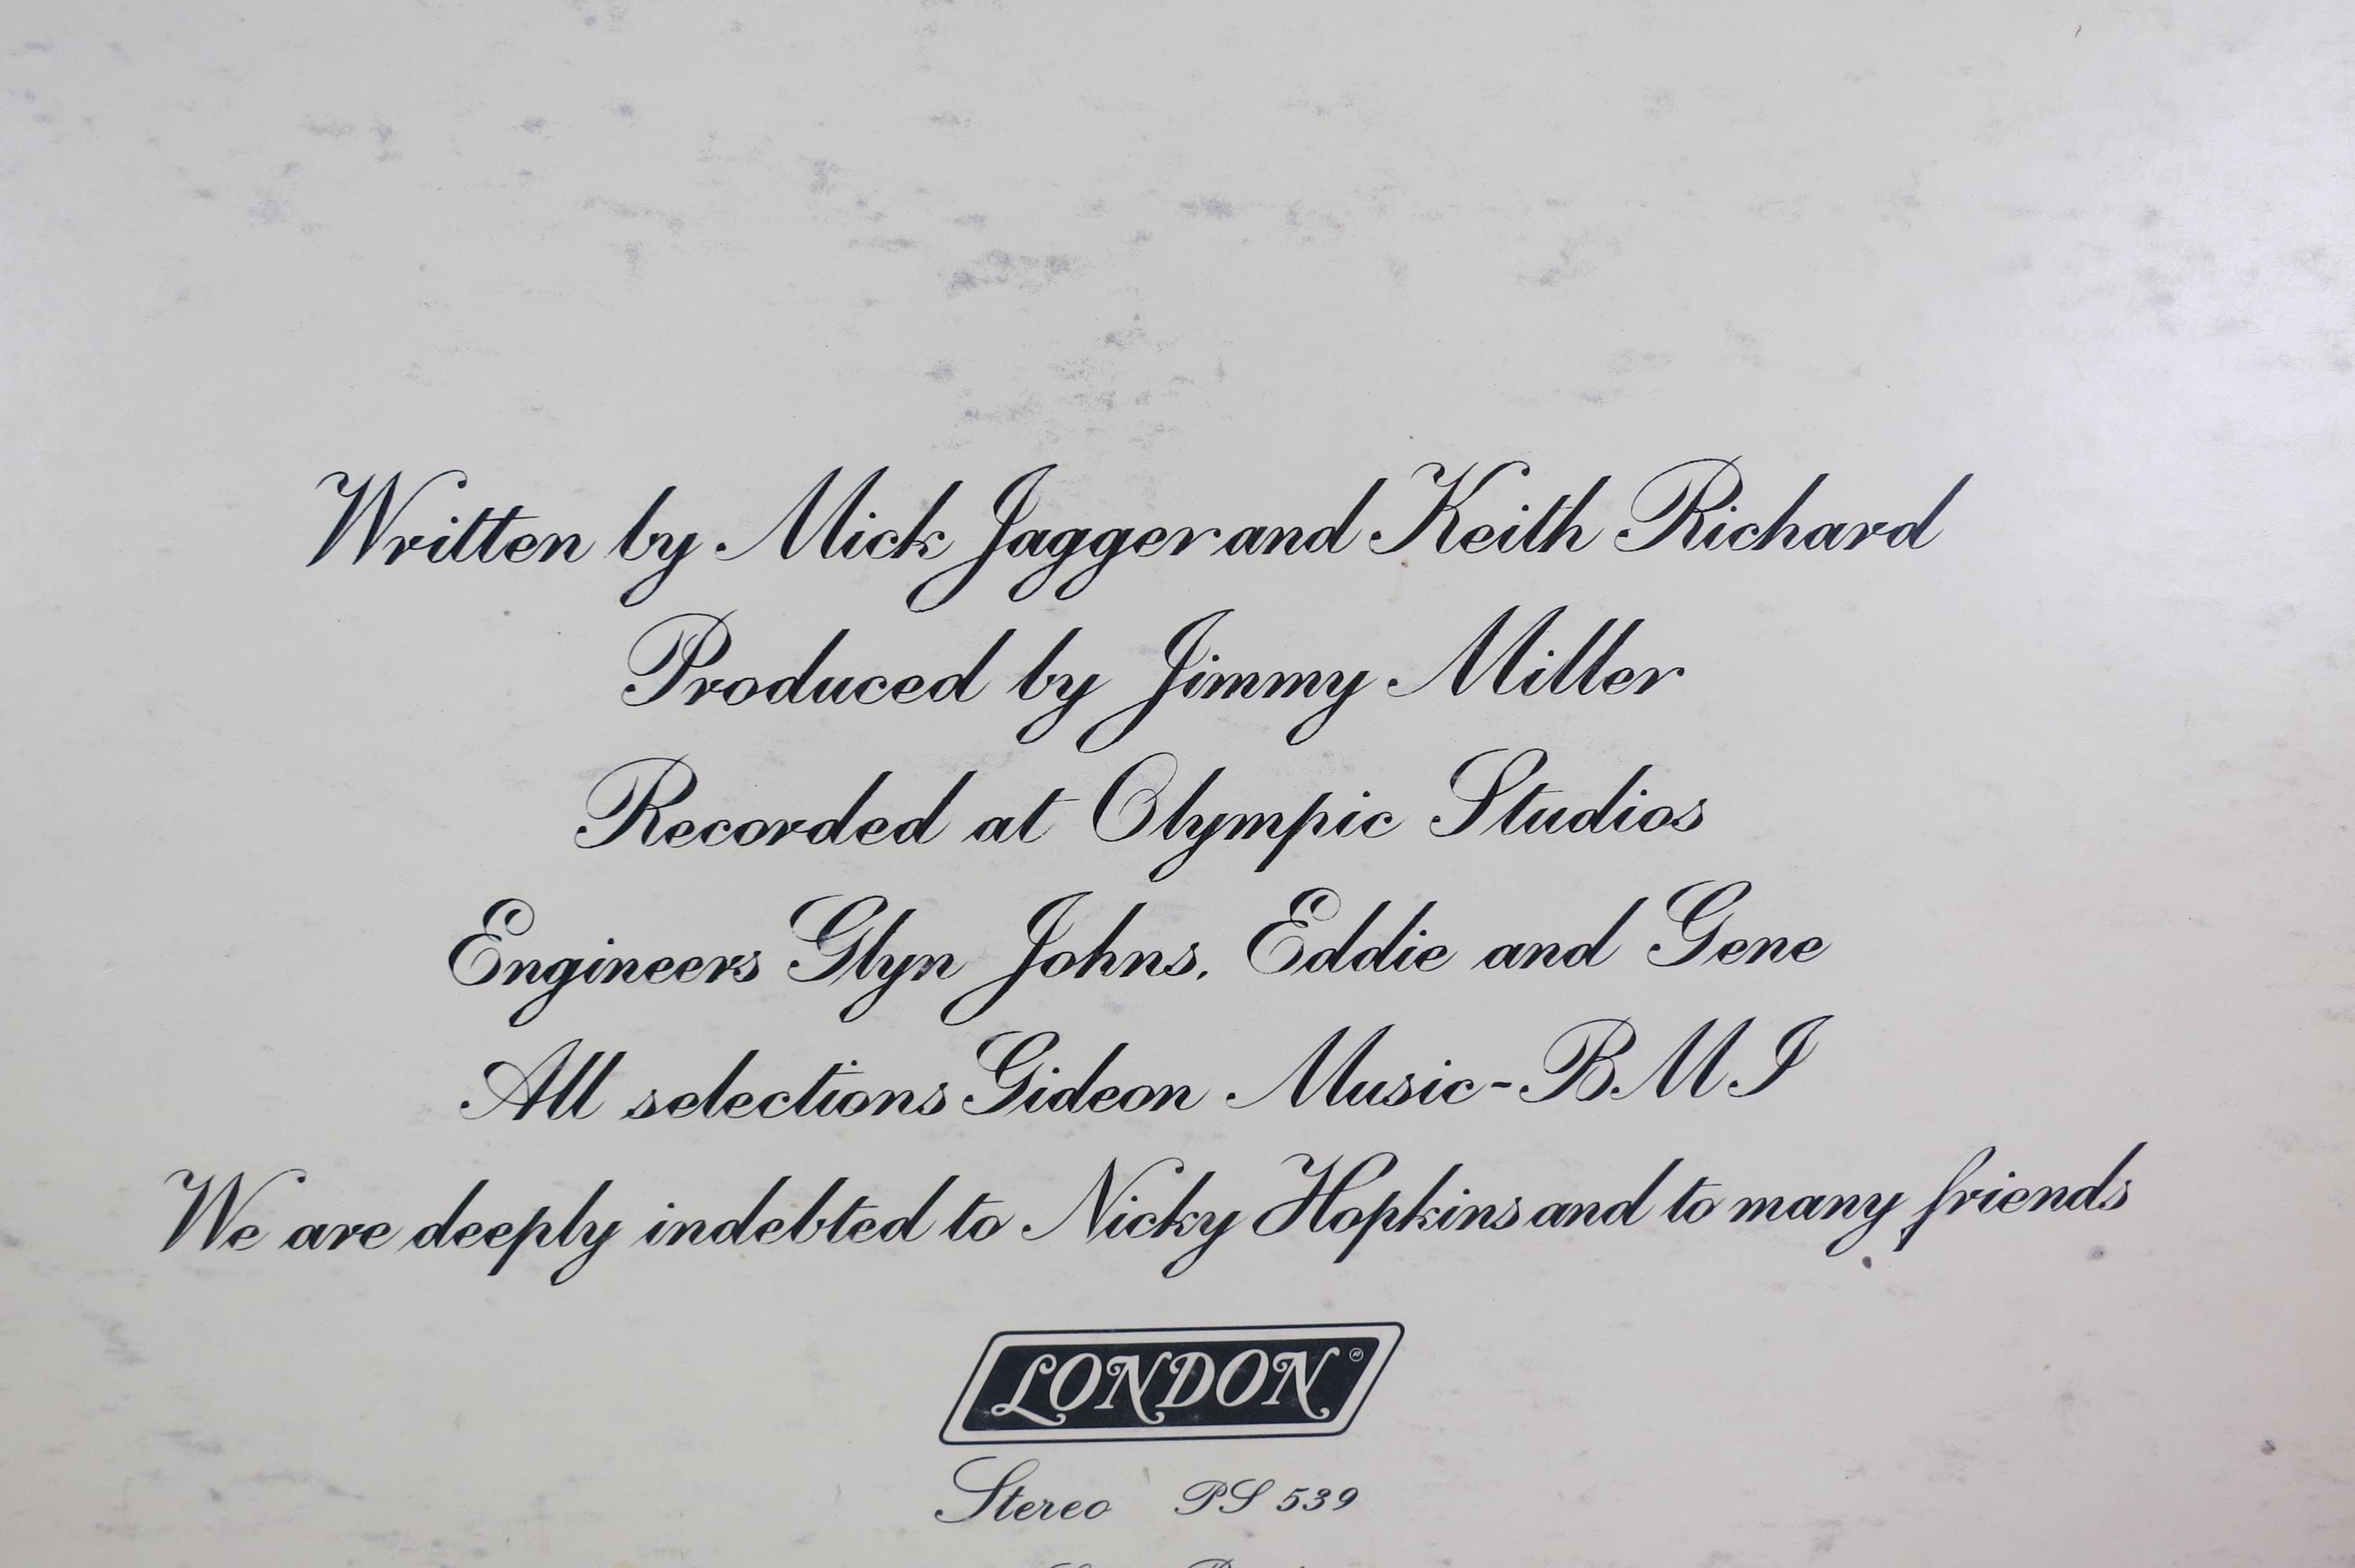 Written by Mick Jagger and Keith Richard
Produced by Jimmy Miller
Recorded at Olympic Studios
Engineers Glyn Johns, Eddie and Gene
All selections Gideon Music-BMI
We are deeply indebted to Nicky Hopkins and to many friends
LONDON®
Stereo PS 539